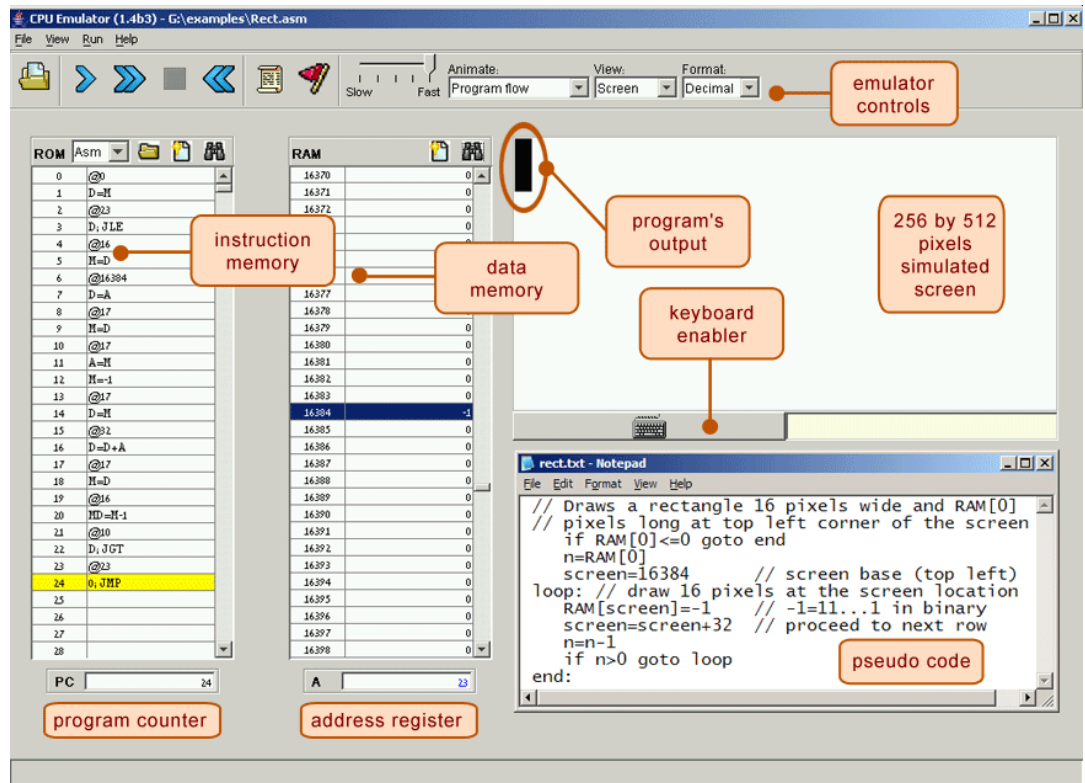 CPU Emulator (1.4b3) - G:\examples\Rect.asm
File View Run Help
Slow Fast
Animate:
Program flow
View:
Screen
Format:
Decimal
emulator
controls
ROM Asm
0 @0
1 D=M
2 @23
3 D;JLE
4 @16
5 M=D
6 @16384
7 D=A
8 @17
9 M=D
10 @17
11 A=M
12 M=-1
13 @17
14 D=M
15 @32
16 D=D+A
17 @17
18 M=D
19 @16
20 MD=M-1
21 @10
22 D;JGT
23 @23
24 0;JMP
25
26
27
28
PC 24
program counter
instruction
memory
RAM
16370 0
16371 0
16372
16377
16378 0
16379 0
16380 0
16381 0
16382 0
16383 0
16384 -1
16385 0
16386 0
16387 0
16388 0
16389 0
16390 0
16391 0
16392 0
16393 0
16394 0
16395 0
16396 0
16397 0
16398 0
A 23
address register
data
memory
program's
output
256 by 512
pixels
simulated
screen
keyboard
enabler
rect.txt - Notepad
File Edit Format View Help
// Draws a rectangle 16 pixels wide and RAM[0]
// pixels long at top left corner of the screen
if RAM[0]<=0 goto end
n=RAM[0]
screen=16384 // screen base (top left)
loop: // draw 16 pixels at the screen location
RAM[screen]=-1 // -1=11...1 in binary
screen=screen+32 // proceed to next row
n=n-1
if n>0 goto loop
end:
pseudo code